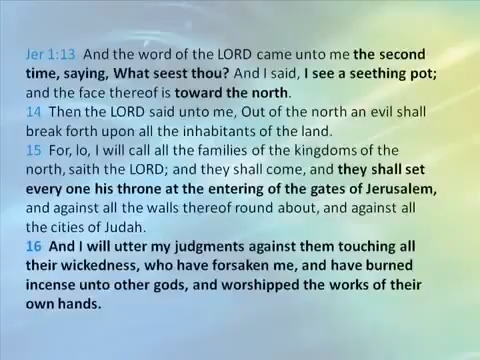 Jer 1:13 And the word of the LORD came unto me the second
time, saying, What seest thou? And I said, I see a seething pot;
and the face thereof is toward the north.
14 Then the LORD said unto me, Out of the north an evil shall
break forth upon all the inhabitants of the land.
15 For, lo, I will call all the families of the kingdoms of the
north, saith the LORD; and they shall come, and they shall set
every one his throne at the entering of the gates of Jerusalem,
and against all the walls thereof round about, and against all
the cities of Judah.
16 And I will utter my judgments against them touching all
their wickedness, who have forsaken me, and have burned
incense unto other gods, and worshipped the works of their
own hands.